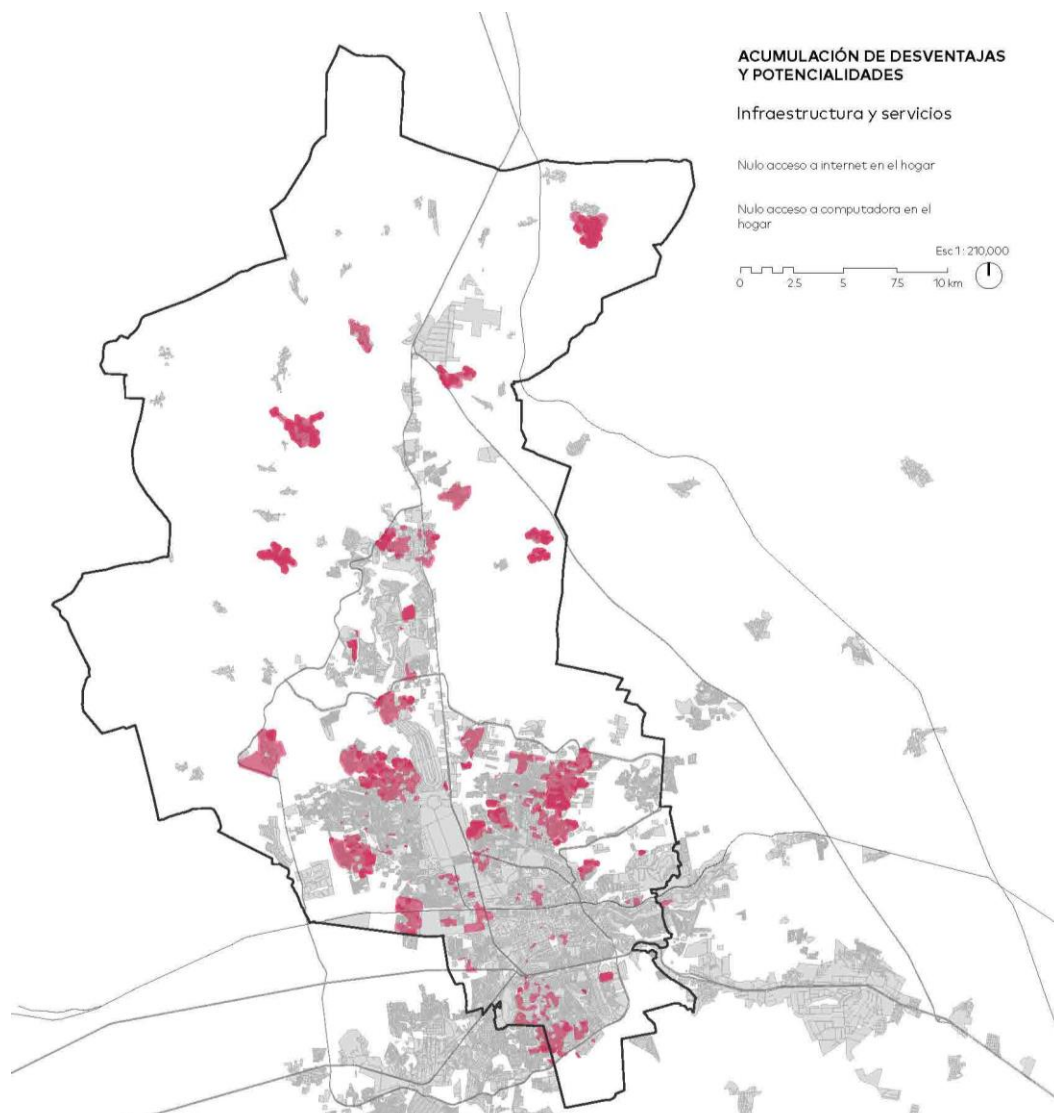 ACUMULACIÓN DE DESVENTAJAS
Y POTENCIALIDADES
Infraestructura y servicios
Nulo acceso a internet en el hogar
Nulo acceso a computadora en el
hogar
Esc 1 : 210,000
0 2.5 5 7.5 10 km